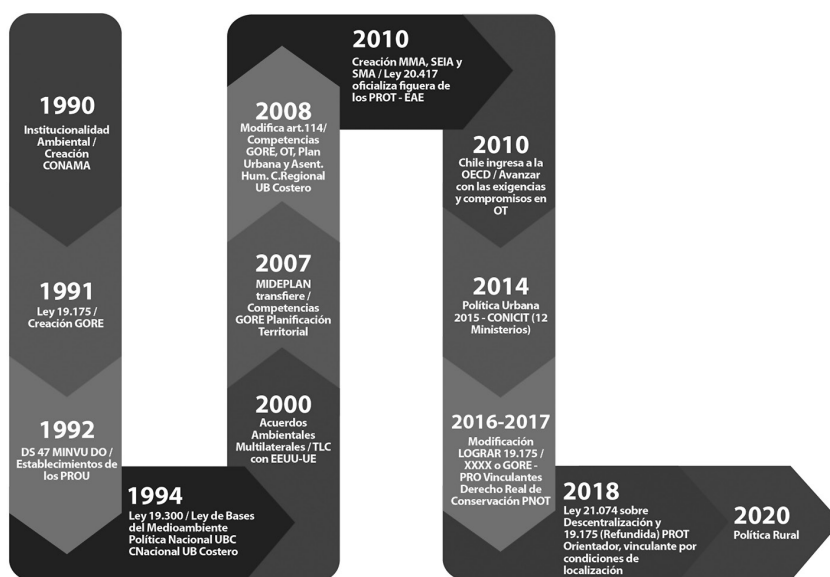 1990
Institucionalidad
Ambiental /
Creación
CONAMA
1991
Ley 19.175 /
Creación GORE
1992
DS 47 MINVU DO /
Establecimientos de
los PROU
1994
Ley 19.300 / Ley de Bases
del Medioambiente
Política Nacional UBC
CNacional UB Costero
2000
Acuerdos
Ambientales
Multilaterales / TLC
con EEUU-UE
2007
MIDEPLAN
transfiere /
Competencias
GORE Planificación
Territorial
2008
Modifica art.114/
Competencias
GORE, OT, Plan
Urbana y Asent.
Hum. C.Regional
UB Costero
2010
Creación MMA, SEIA y
SMA / Ley 20.417
oficializa figuera de
los PROT - EAE
2010
Chile ingresa a la
OECD / Avanzar
con las exigencias
y compromisos en
OT
2014
Política Urbana
2015 - CONICIT (12
Ministerios)
2016-2017
Modificación
LOGRAR 19.175 /
XXXX o GORE -
PRO Vinculantes
Derecho Real de
Conservación PNOT
2018
Ley 21.074 sobre
Descentralización y
19.175 (Refundida) PROT
Orientador, vinculante por
condiciones de
localización
2020
Política Rural